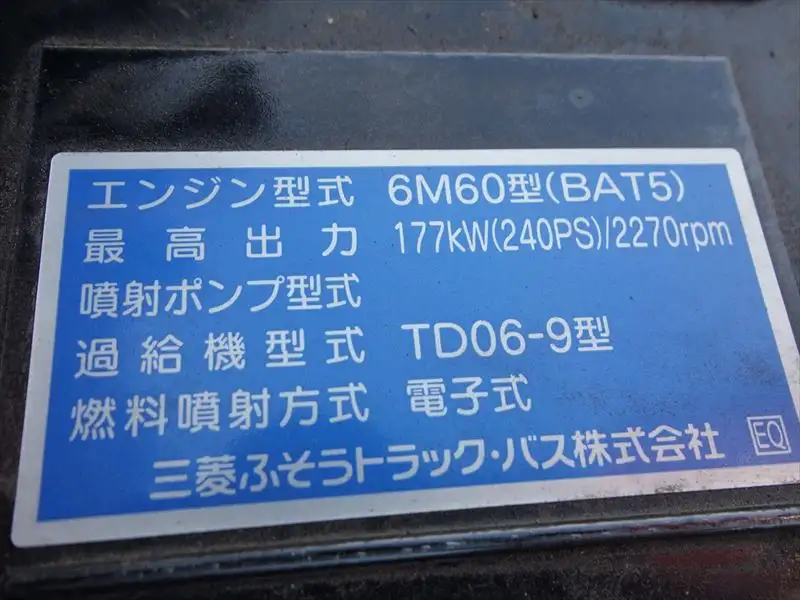 エンジン型式 6M60型(BAT5)
最高出力 177kW(240PS)/2270rpm
噴射ポンプ型式
過給機型式 TD06-9型
燃料噴射方式 電子式
三菱ふそうトラック・バス株式会社 EQ